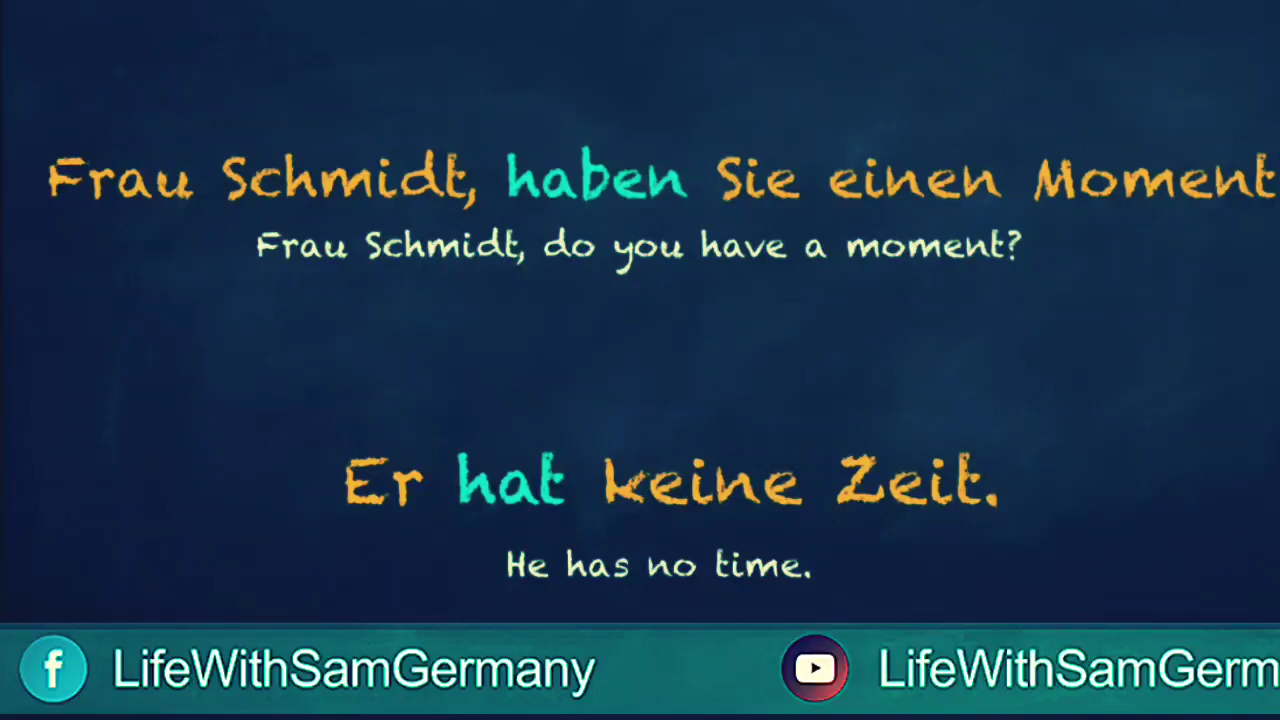 Frau Schmidt, haben Sie einen Moment
Frau Schmidt, do you have a moment?
Er hat keine Zeit.
He has no time.
f LifeWithSamGermany
LifeWithSamGerm